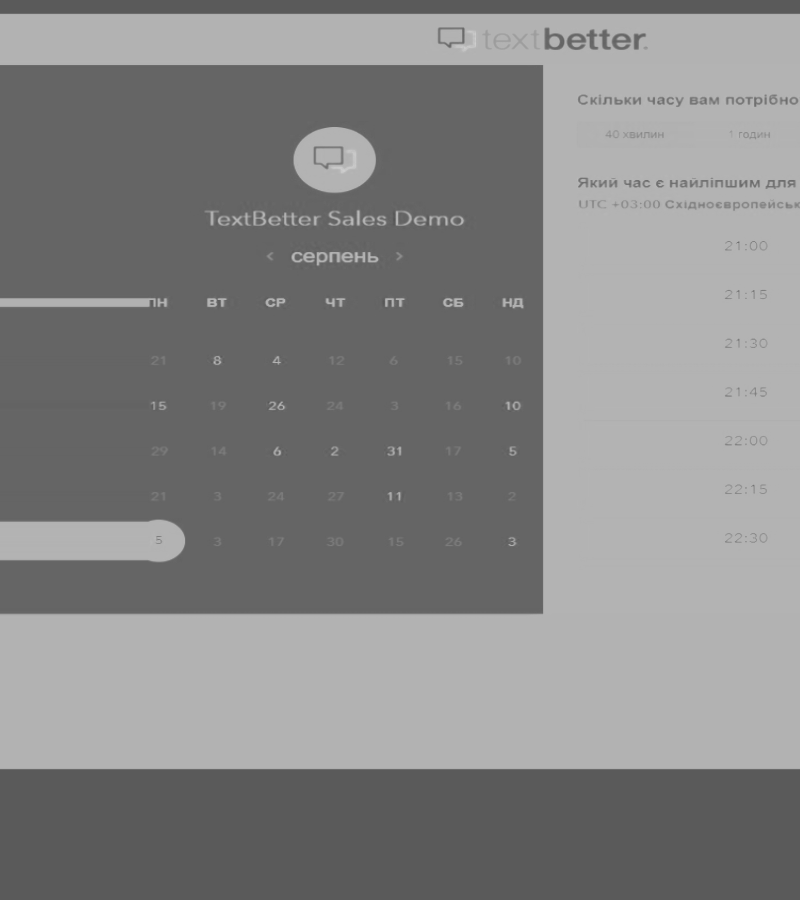 textbetter.
TextBetter Sales Demo
< серпень >
ПН ВТ СР ЧТ ПТ СБ НД
21 8 4 12 6 15 10
15 19 26 24 3 16 10
29 14 6 2 31 17 5
21 3 24 27 11 13 2
5 3 17 30 15 26 3
Скільки часу вам потрібно
40 хвилин 1 годин
Який час є найліпшим для
UTC +03:00 Східноєвропейськ
21:00
21:15
21:30
21:45
22:00
22:15
22:30